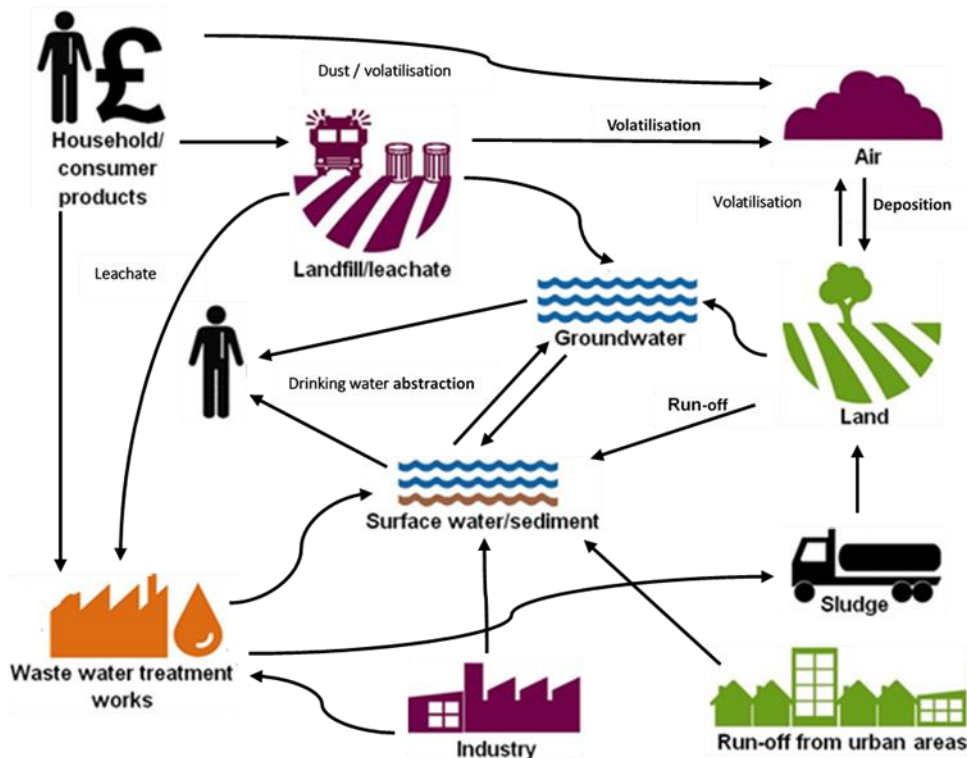 £
Household/
consumer
products
Dust / volatilisation
Volatilisation
Air
Volatilisation
Deposition
Leachate
Landfill/leachate
Groundwater
Drinking water abstraction
Run-off
Land
Surface water/sediment
Sludge
Waste water treatment
works
Industry
Run-off from urban areas